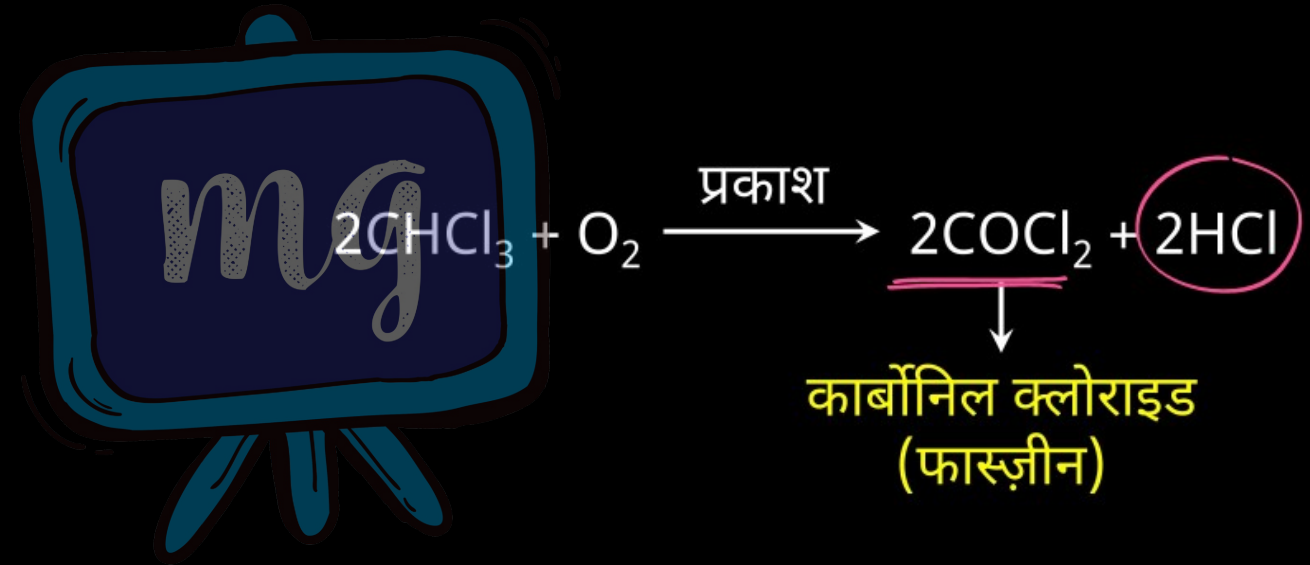 mg
प्रकाश
2CHCl₃ + O₂ ⟶ 2COCl₂ + 2HCl
कार्बोनिल क्लोराइड
(फास्ज़ीन)